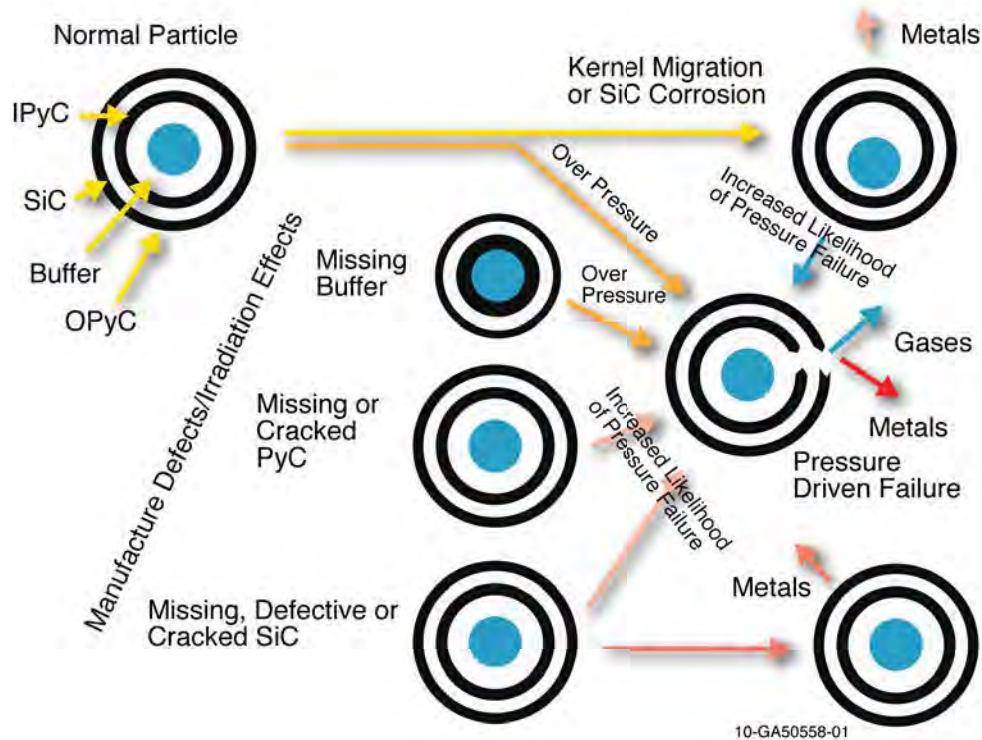 Normal Particle
IPyC
SiC
Buffer
OPyC
Manufacture Defects/Irradiation Effects
Kernel Migration
or SiC Corrosion
Metals
Over Pressure
Increased Likelihood
of Pressure Failure
Missing
Buffer
Over
Pressure
Gases
Metals
Pressure
Driven Failure
Missing or
Cracked
PyC
Increased Likelihood
of Pressure Failure
Missing, Defective or
Cracked SiC
Metals
10-GA50558-01